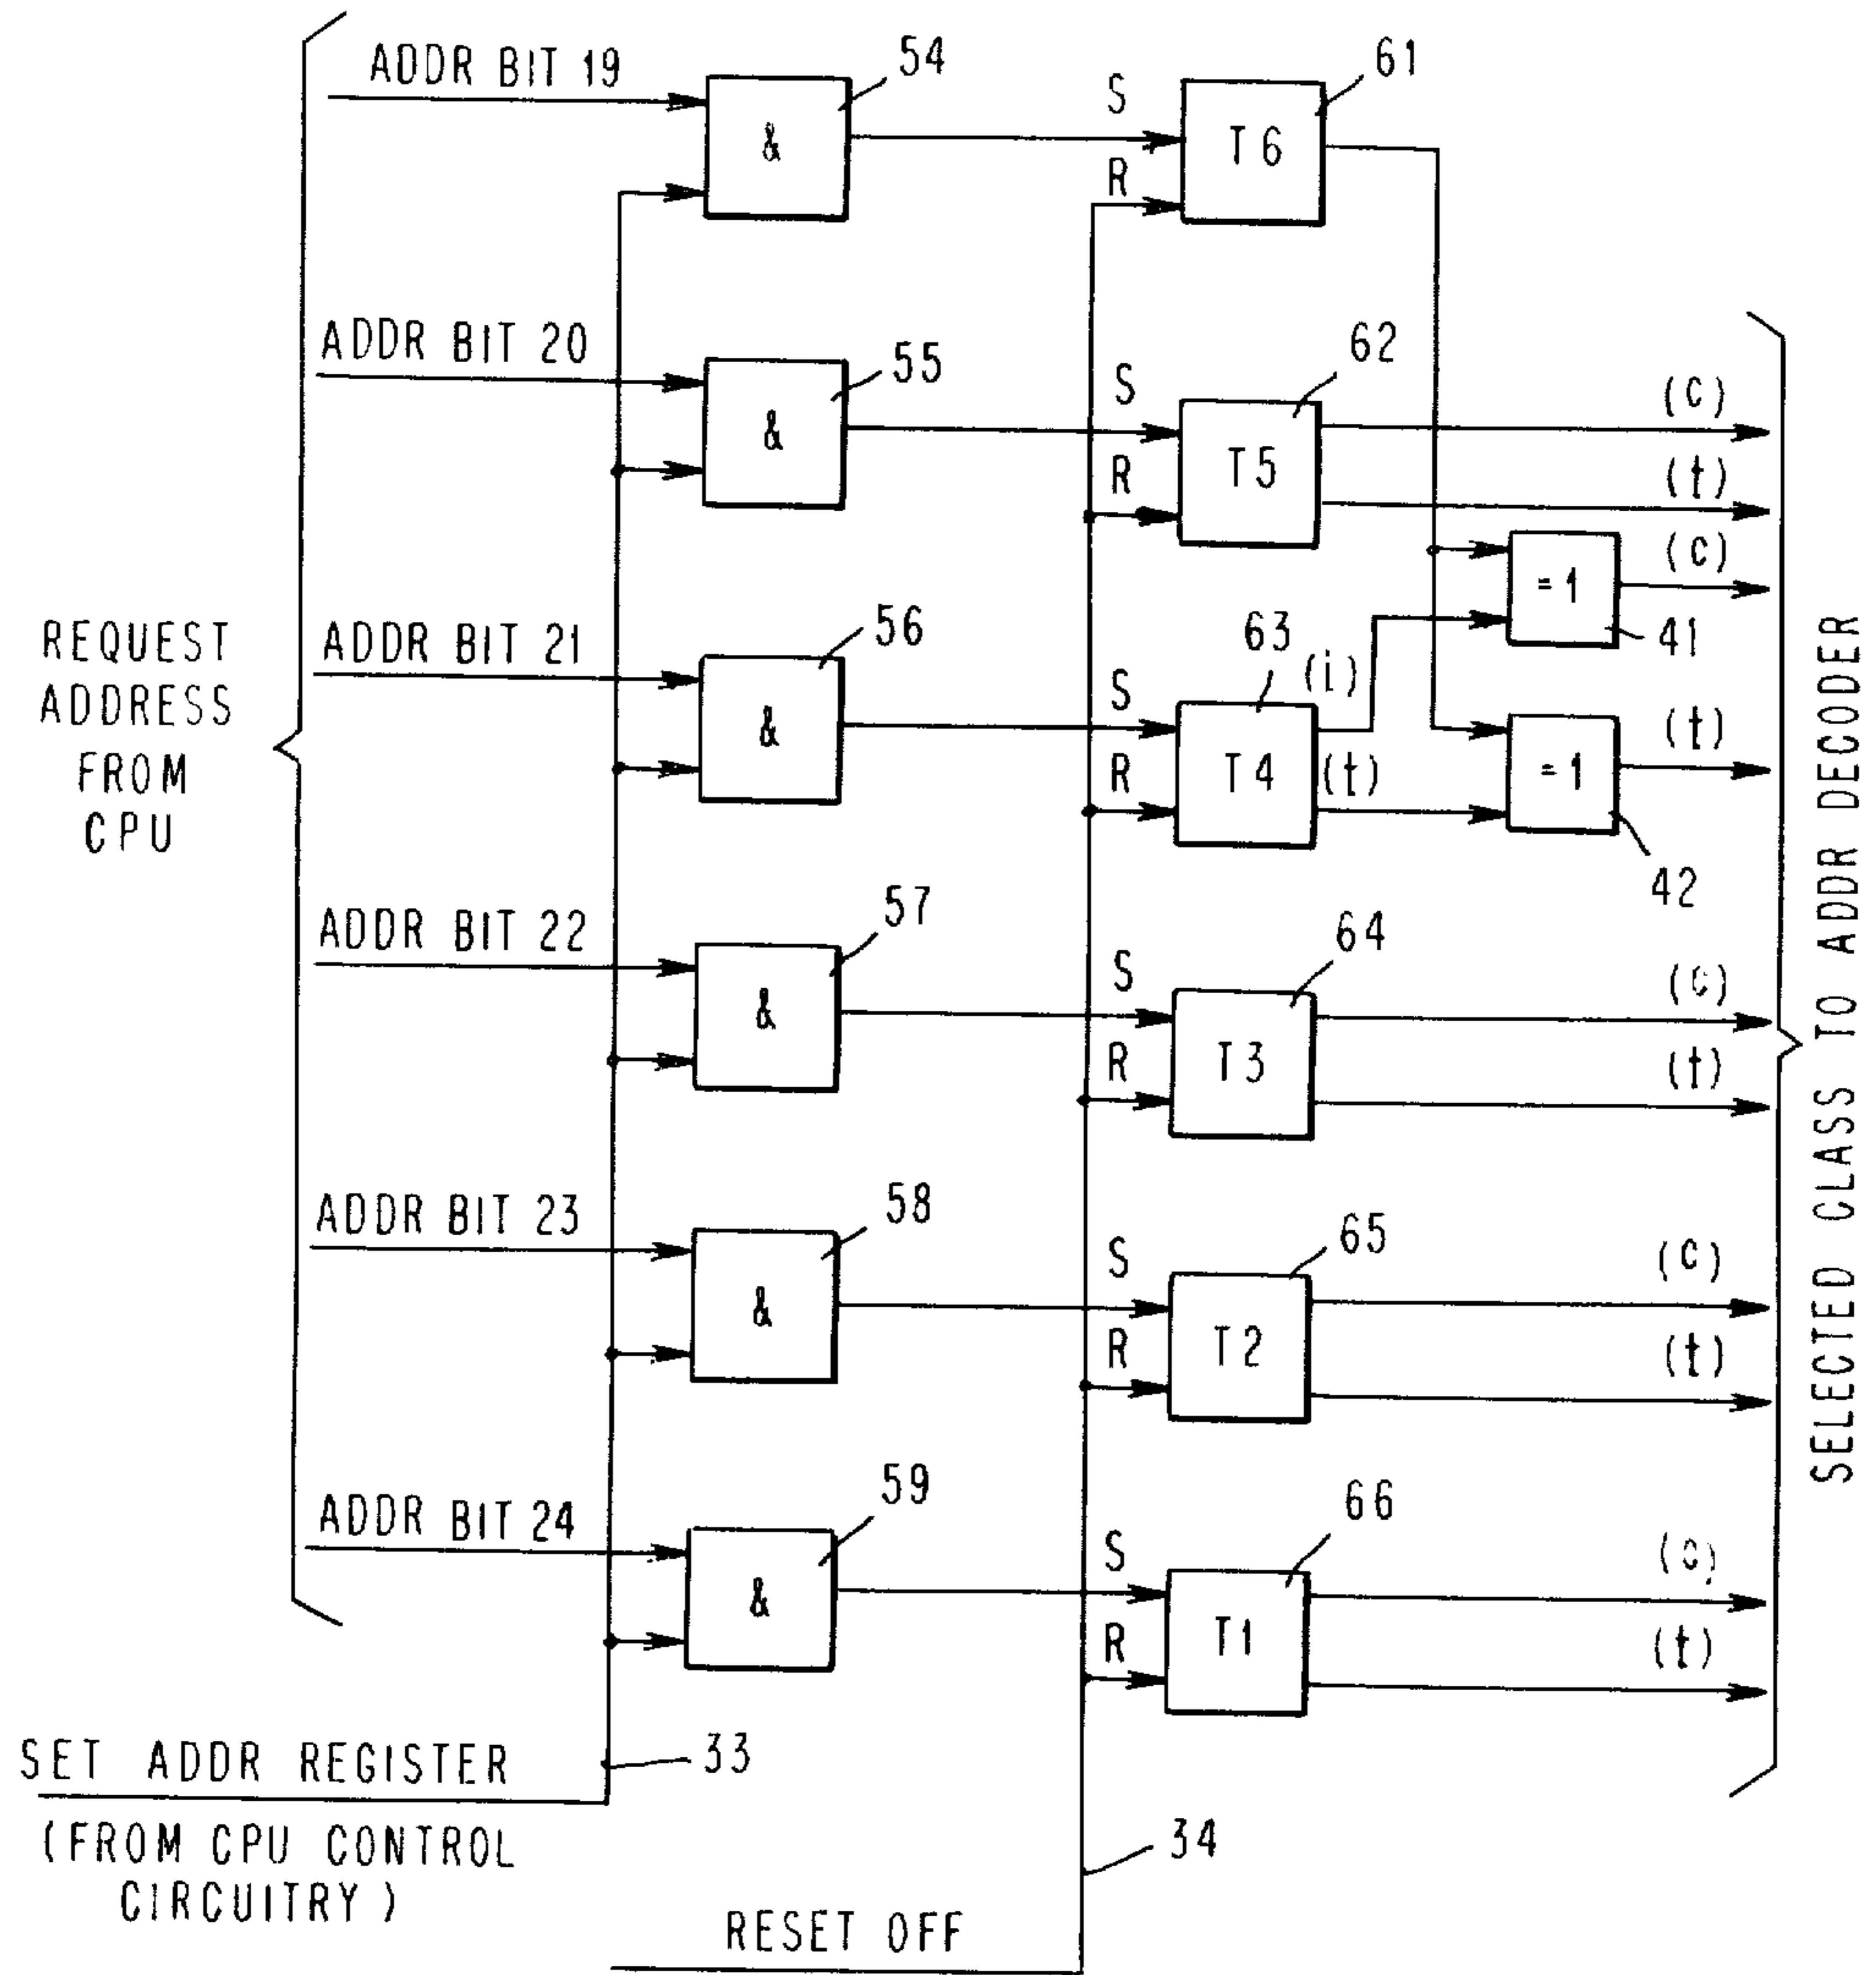 ADDR BIT 19
54
&
S
R
T6
61
ADDR BIT 20
55
&
S
R
T5
62
(c)
(t)
ADDR BIT 21
56
&
S
R
T4
63
(i)
(t)
=1
41
(c)
=1
42
(t)
ADDR BIT 22
57
&
S
R
T3
64
(c)
(t)
ADDR BIT 23
58
&
S
R
T2
65
(c)
(t)
ADDR BIT 24
59
&
S
R
T1
66
(c)
(t)
REQUEST
ADDRESS
FROM
CPU
SELECTED CLASS TO ADDR DECODER
SET ADDR REGISTER
33
(FROM CPU CONTROL
CIRCUITRY)
34
RESET OFF